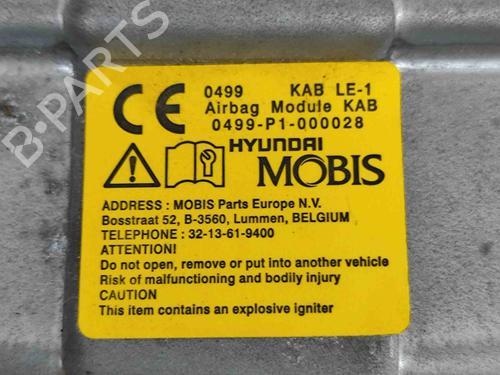 CE 0499 KAB LE-1
Airbag Module KAB
0499-P1-000028
HYUNDAI
MOBIS
ADDRESS : MOBIS Parts Europe N.V.
Bosstraat 52, B-3560, Lummen, BELGIUM
TELEPHONE : 32-13-61-9400
ATTENTION!
Do not open, remove or put into another vehicle
Risk of malfunctioning and bodily injury
CAUTION
This item contains an explosive igniter
B-PARTS